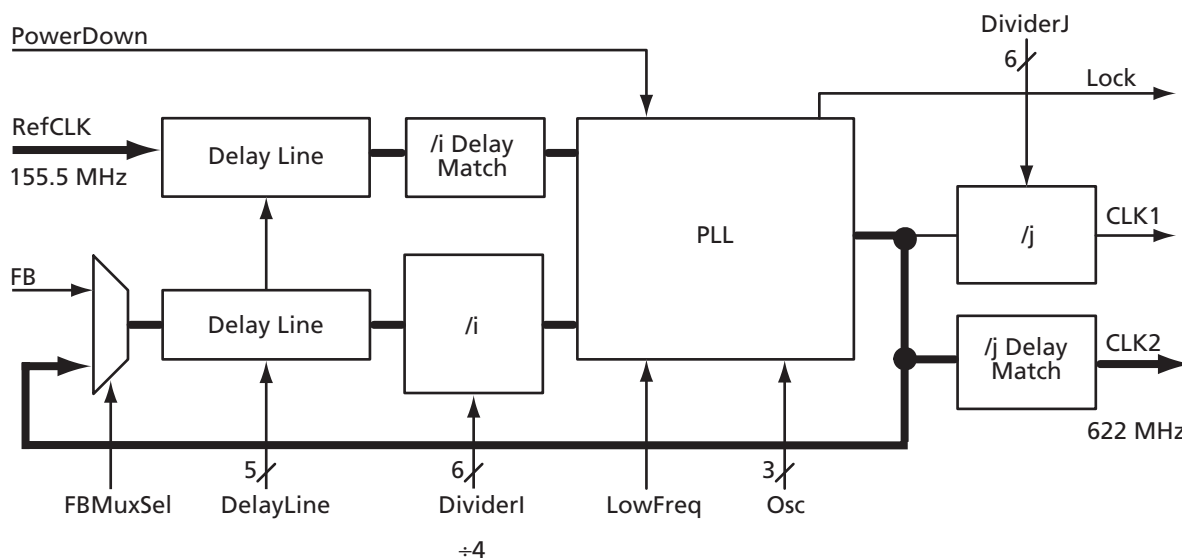 PowerDown
DividerJ
6
Lock
RefCLK
155.5 MHz
Delay Line
/i Delay
Match
PLL
/j
CLK1
FB
Delay Line
/i
/j Delay
Match
CLK2
622 MHz
5
6
3
FBMuxSel
DelayLine
DividerI
LowFreq
Osc
÷4